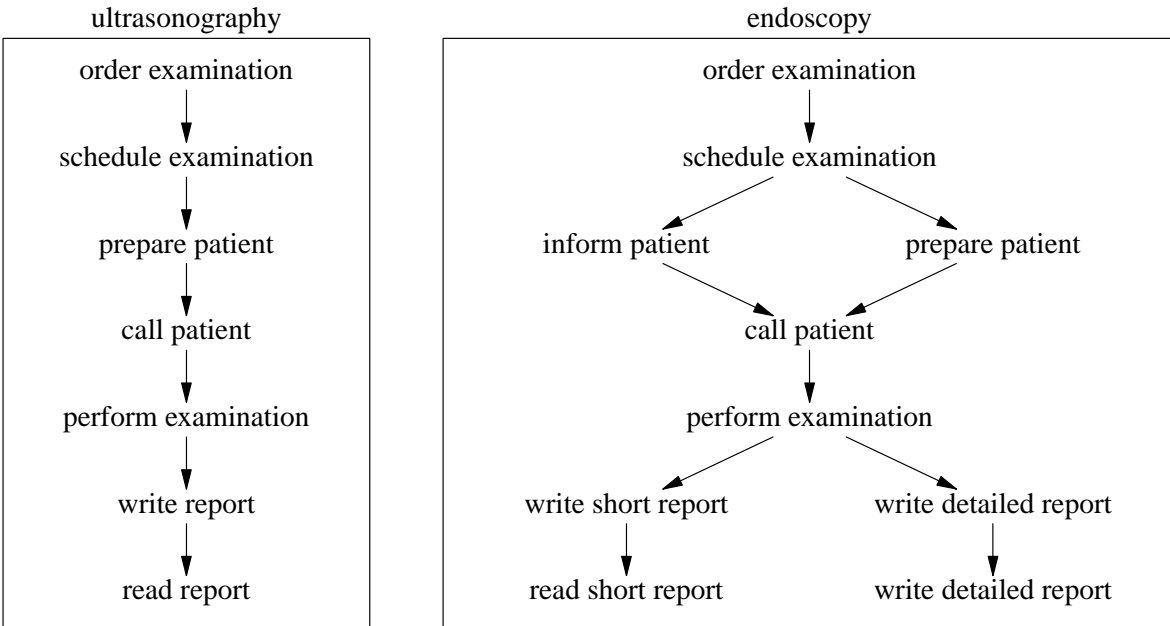 ultrasonography
order examination
schedule examination
prepare patient
call patient
perform examination
write report
read report
endoscopy
order examination
schedule examination
inform patient
prepare patient
call patient
perform examination
write short report
write detailed report
read short report
write detailed report